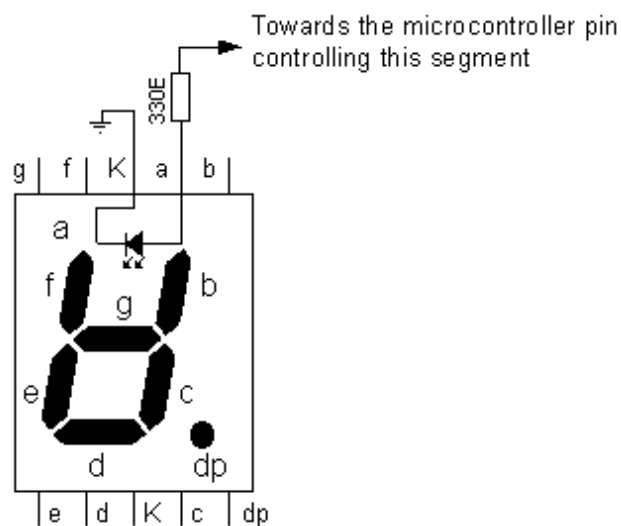 Towards the microcontroller pin
controlling this segment
330E
g f K a b
a
f b
g
e c
d dp
e d K c dp